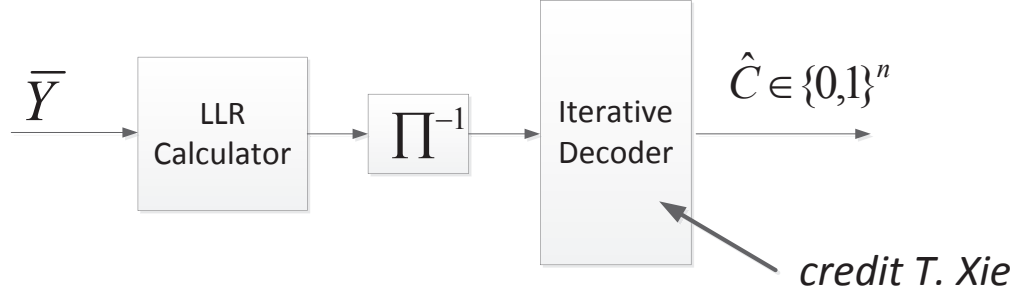 Y̅
LLR
Calculator
∏⁻¹
Iterative
Decoder
Ĉ ∈ {0,1}ⁿ
credit T. Xie